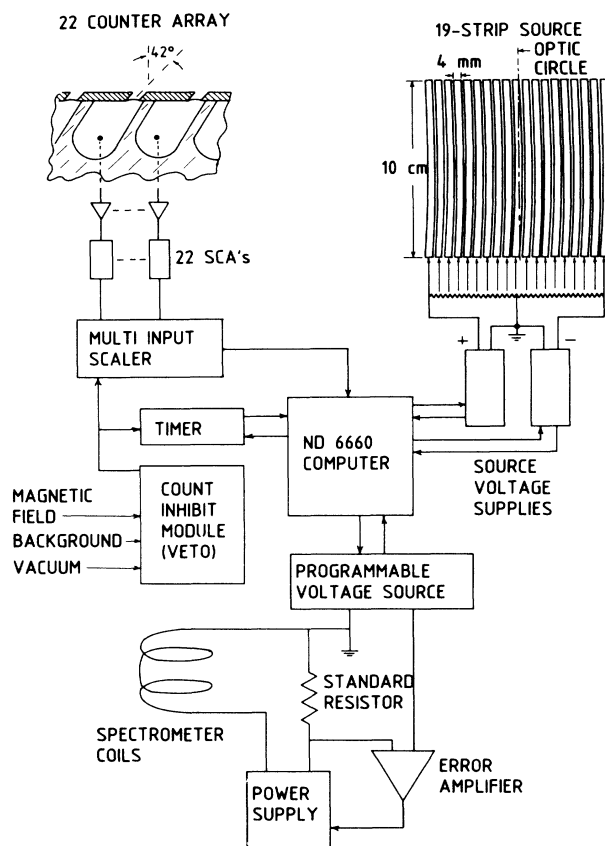 22 COUNTER ARRAY
42°
19-STRIP SOURCE
OPTIC
CIRCLE
4 mm
10 cm
22 SCA's
+
−
MULTI INPUT
SCALER
TIMER
ND 6660
COMPUTER
SOURCE
VOLTAGE
SUPPLIES
MAGNETIC
FIELD
BACKGROUND
VACUUM
COUNT
INHIBIT
MODULE
(VETO)
PROGRAMMABLE
VOLTAGE SOURCE
STANDARD
RESISTOR
SPECTROMETER
COILS
POWER
SUPPLY
ERROR
AMPLIFIER